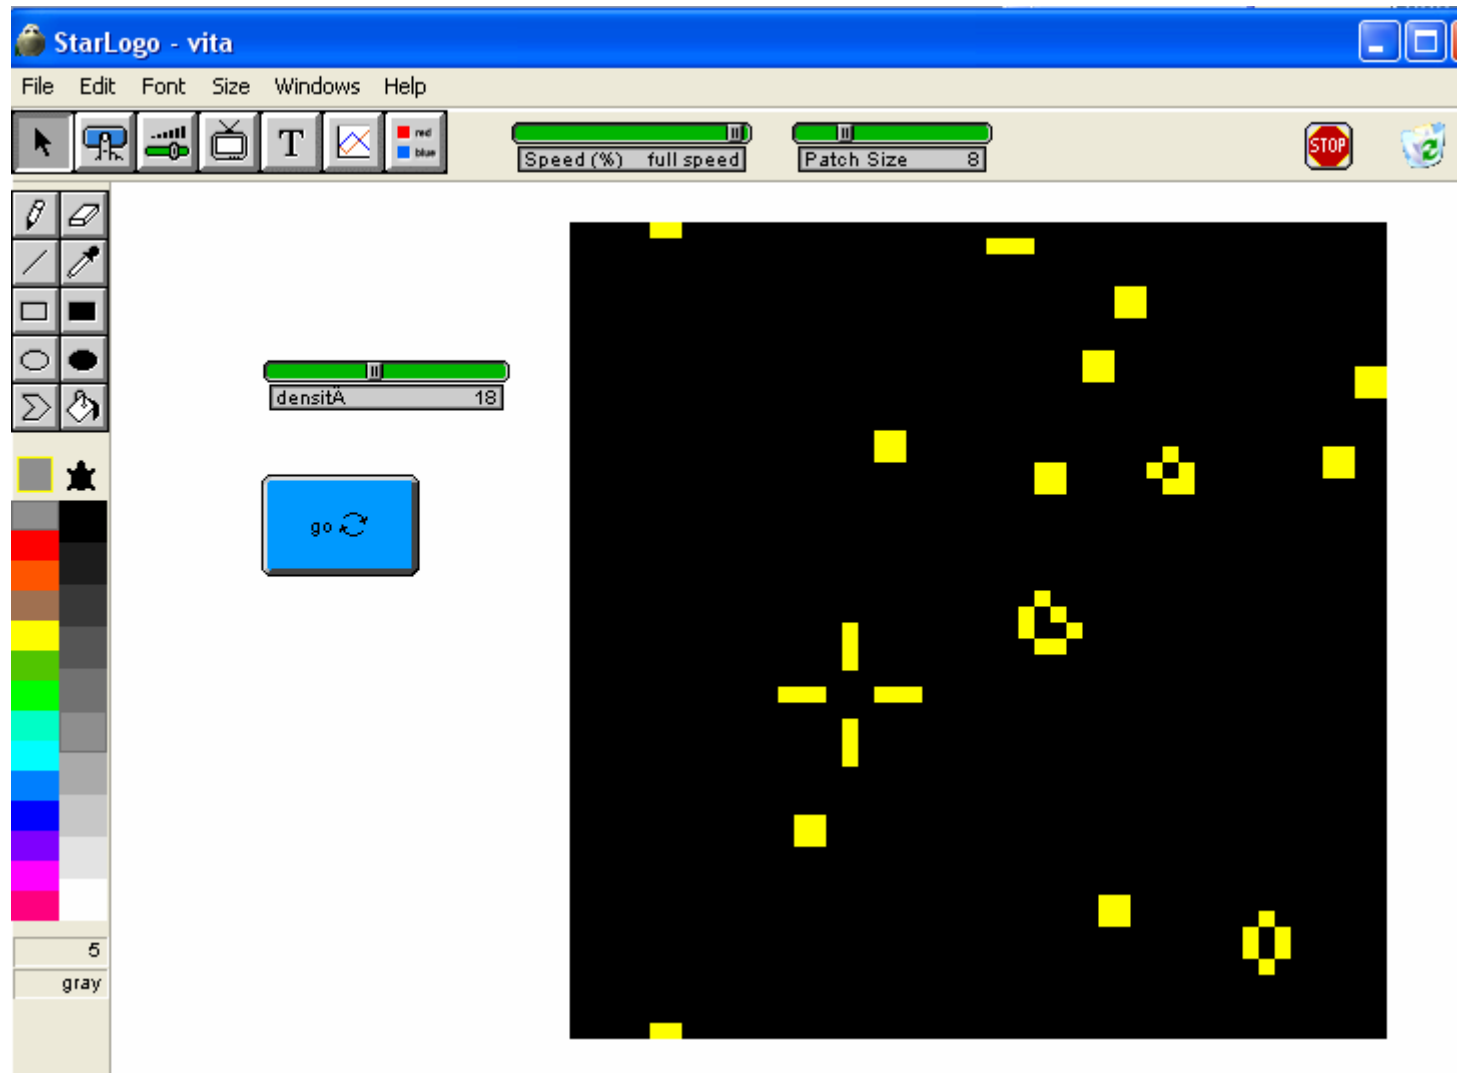 StarLogo - vita
File Edit Font Size Windows Help
T
red
blue
Speed (%) full speed
Patch Size 8
STOP
densitÄ 18
go
5
gray